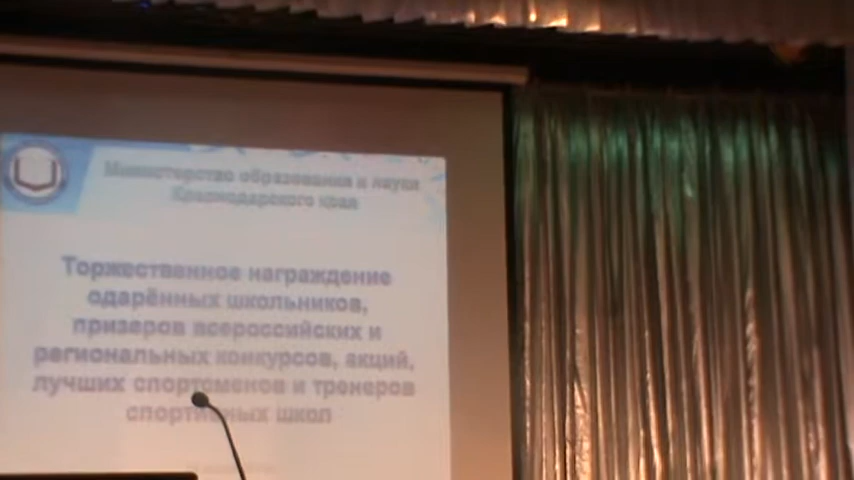 Министерство образования и науки
Краснодарского края
Торжественное награждение
одарённых школьников,
призеров всероссийских и
региональных конкурсов, акций,
лучших спортсменов и тренеров
спортивных школ